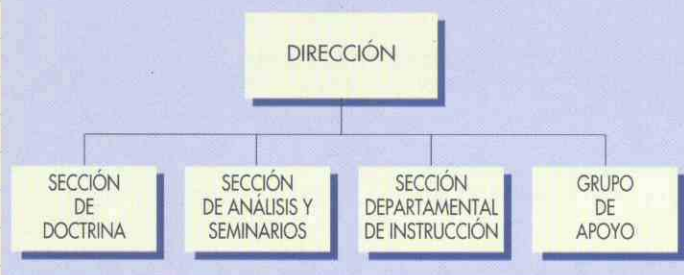 DIRECCIÓN
SECCIÓN
DE
DOCTRINA
SECCIÓN
DE ANÁLISIS Y
SEMINARIOS
SECCIÓN
DEPARTAMENTAL
DE INSTRUCCIÓN
GRUPO
DE
APOYO